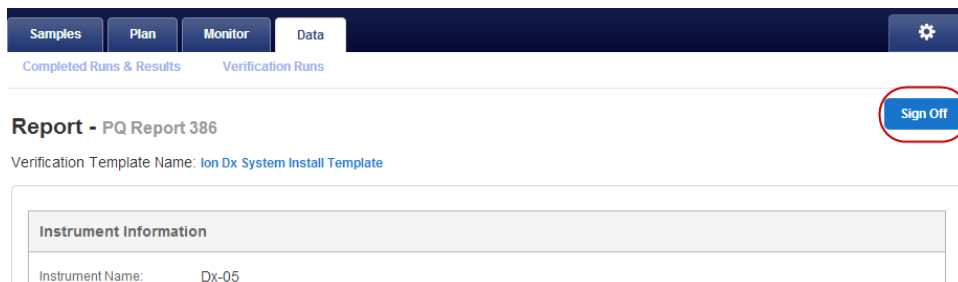 Samples Plan Monitor Data
Completed Runs & Results Verification Runs
Sign Off
Report - PQ Report 386
Verification Template Name: Ion Dx System Install Template
Instrument Information
Instrument Name: Dx-05